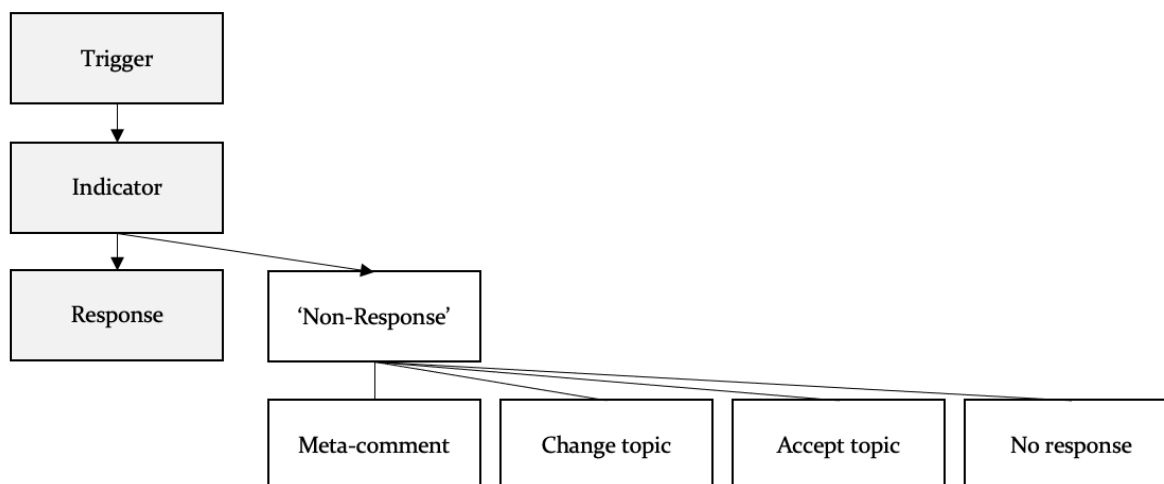 Trigger
Indicator
Response
‘Non-Response’
Meta-comment
Change topic
Accept topic
No response